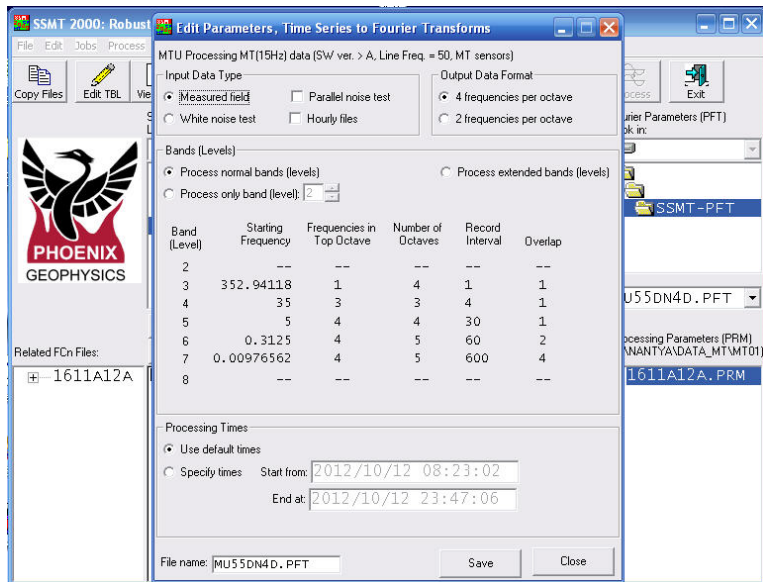 SSMT 2000: Robust
File Edit Jobs Process
Copy Files
Edit TBL
Exit
PHOENIX
GEOPHYSICS
Related FCn Files:
1611A12A
Edit Parameters, Time Series to Fourier Transforms
MTU Processing MT(15Hz) data (SW ver. > A, Line Freq. = 50, MT sensors)
Input Data Type
Measured field Parallel noise test
White noise test Hourly files
Output Data Format
4 frequencies per octave
2 frequencies per octave
Bands (Levels)
Process normal bands (levels) Process extended bands (levels)
Process only band (level): 2
Band (Level) Starting Frequency Frequencies in Top Octave Number of Octaves Record Interval Overlap
2 -- -- -- -- --
3 352.94118 1 4 1 1
4 35 3 3 4 1
5 5 4 4 30 1
6 0.3125 4 5 60 2
7 0.00976562 4 5 600 4
8 -- -- -- -- --
Processing Times
Use default times
Specify times Start from: 2012/10/12 08:23:02
End at: 2012/10/12 23:47:06
File name: MU55DN4D.PFT Save Close
urier Parameters (PFT)
ok in:
SSMT-PFT
U55DN4D.PFT
ocessing Parameters (PRM)
\NANTYA\DATA_MT\MT01)
1611A12A.PRM